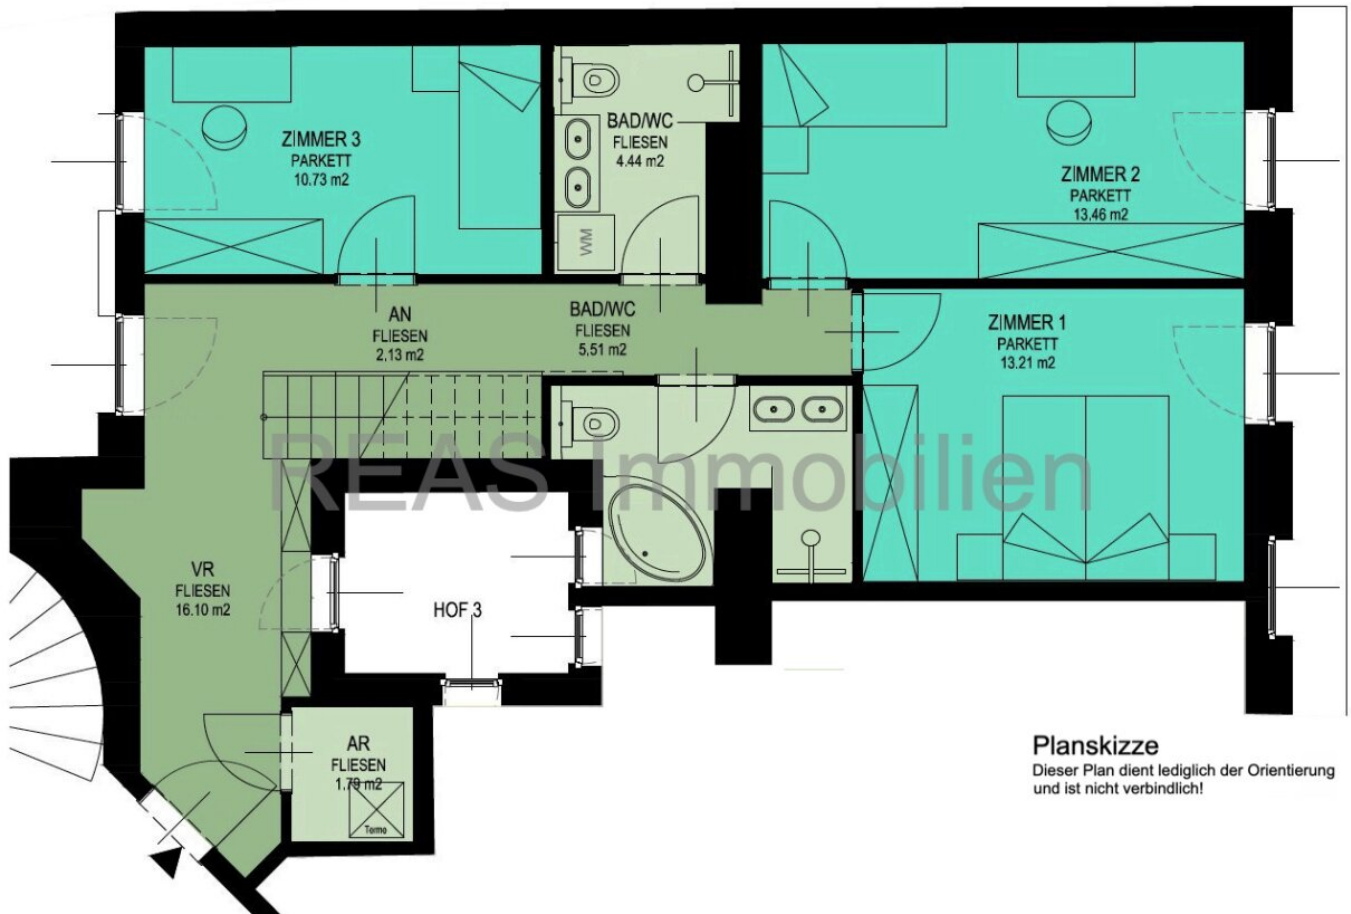 ZIMMER 3
PARKETT
10.73 m2
BAD/WC
FLIESEN
4.44 m2
WM
ZIMMER 2
PARKETT
13.46 m2
AN
FLIESEN
2,13 m2
BAD/WC
FLIESEN
5,51 m2
ZIMMER 1
PARKETT
13.21 m2
REAS Immobilien
VR
FLIESEN
16.10 m2
HOF 3
AR
FLIESEN
1.79 m2
Termo
Planskizze
Dieser Plan dient lediglich der Orientierung
und ist nicht verbindlich!